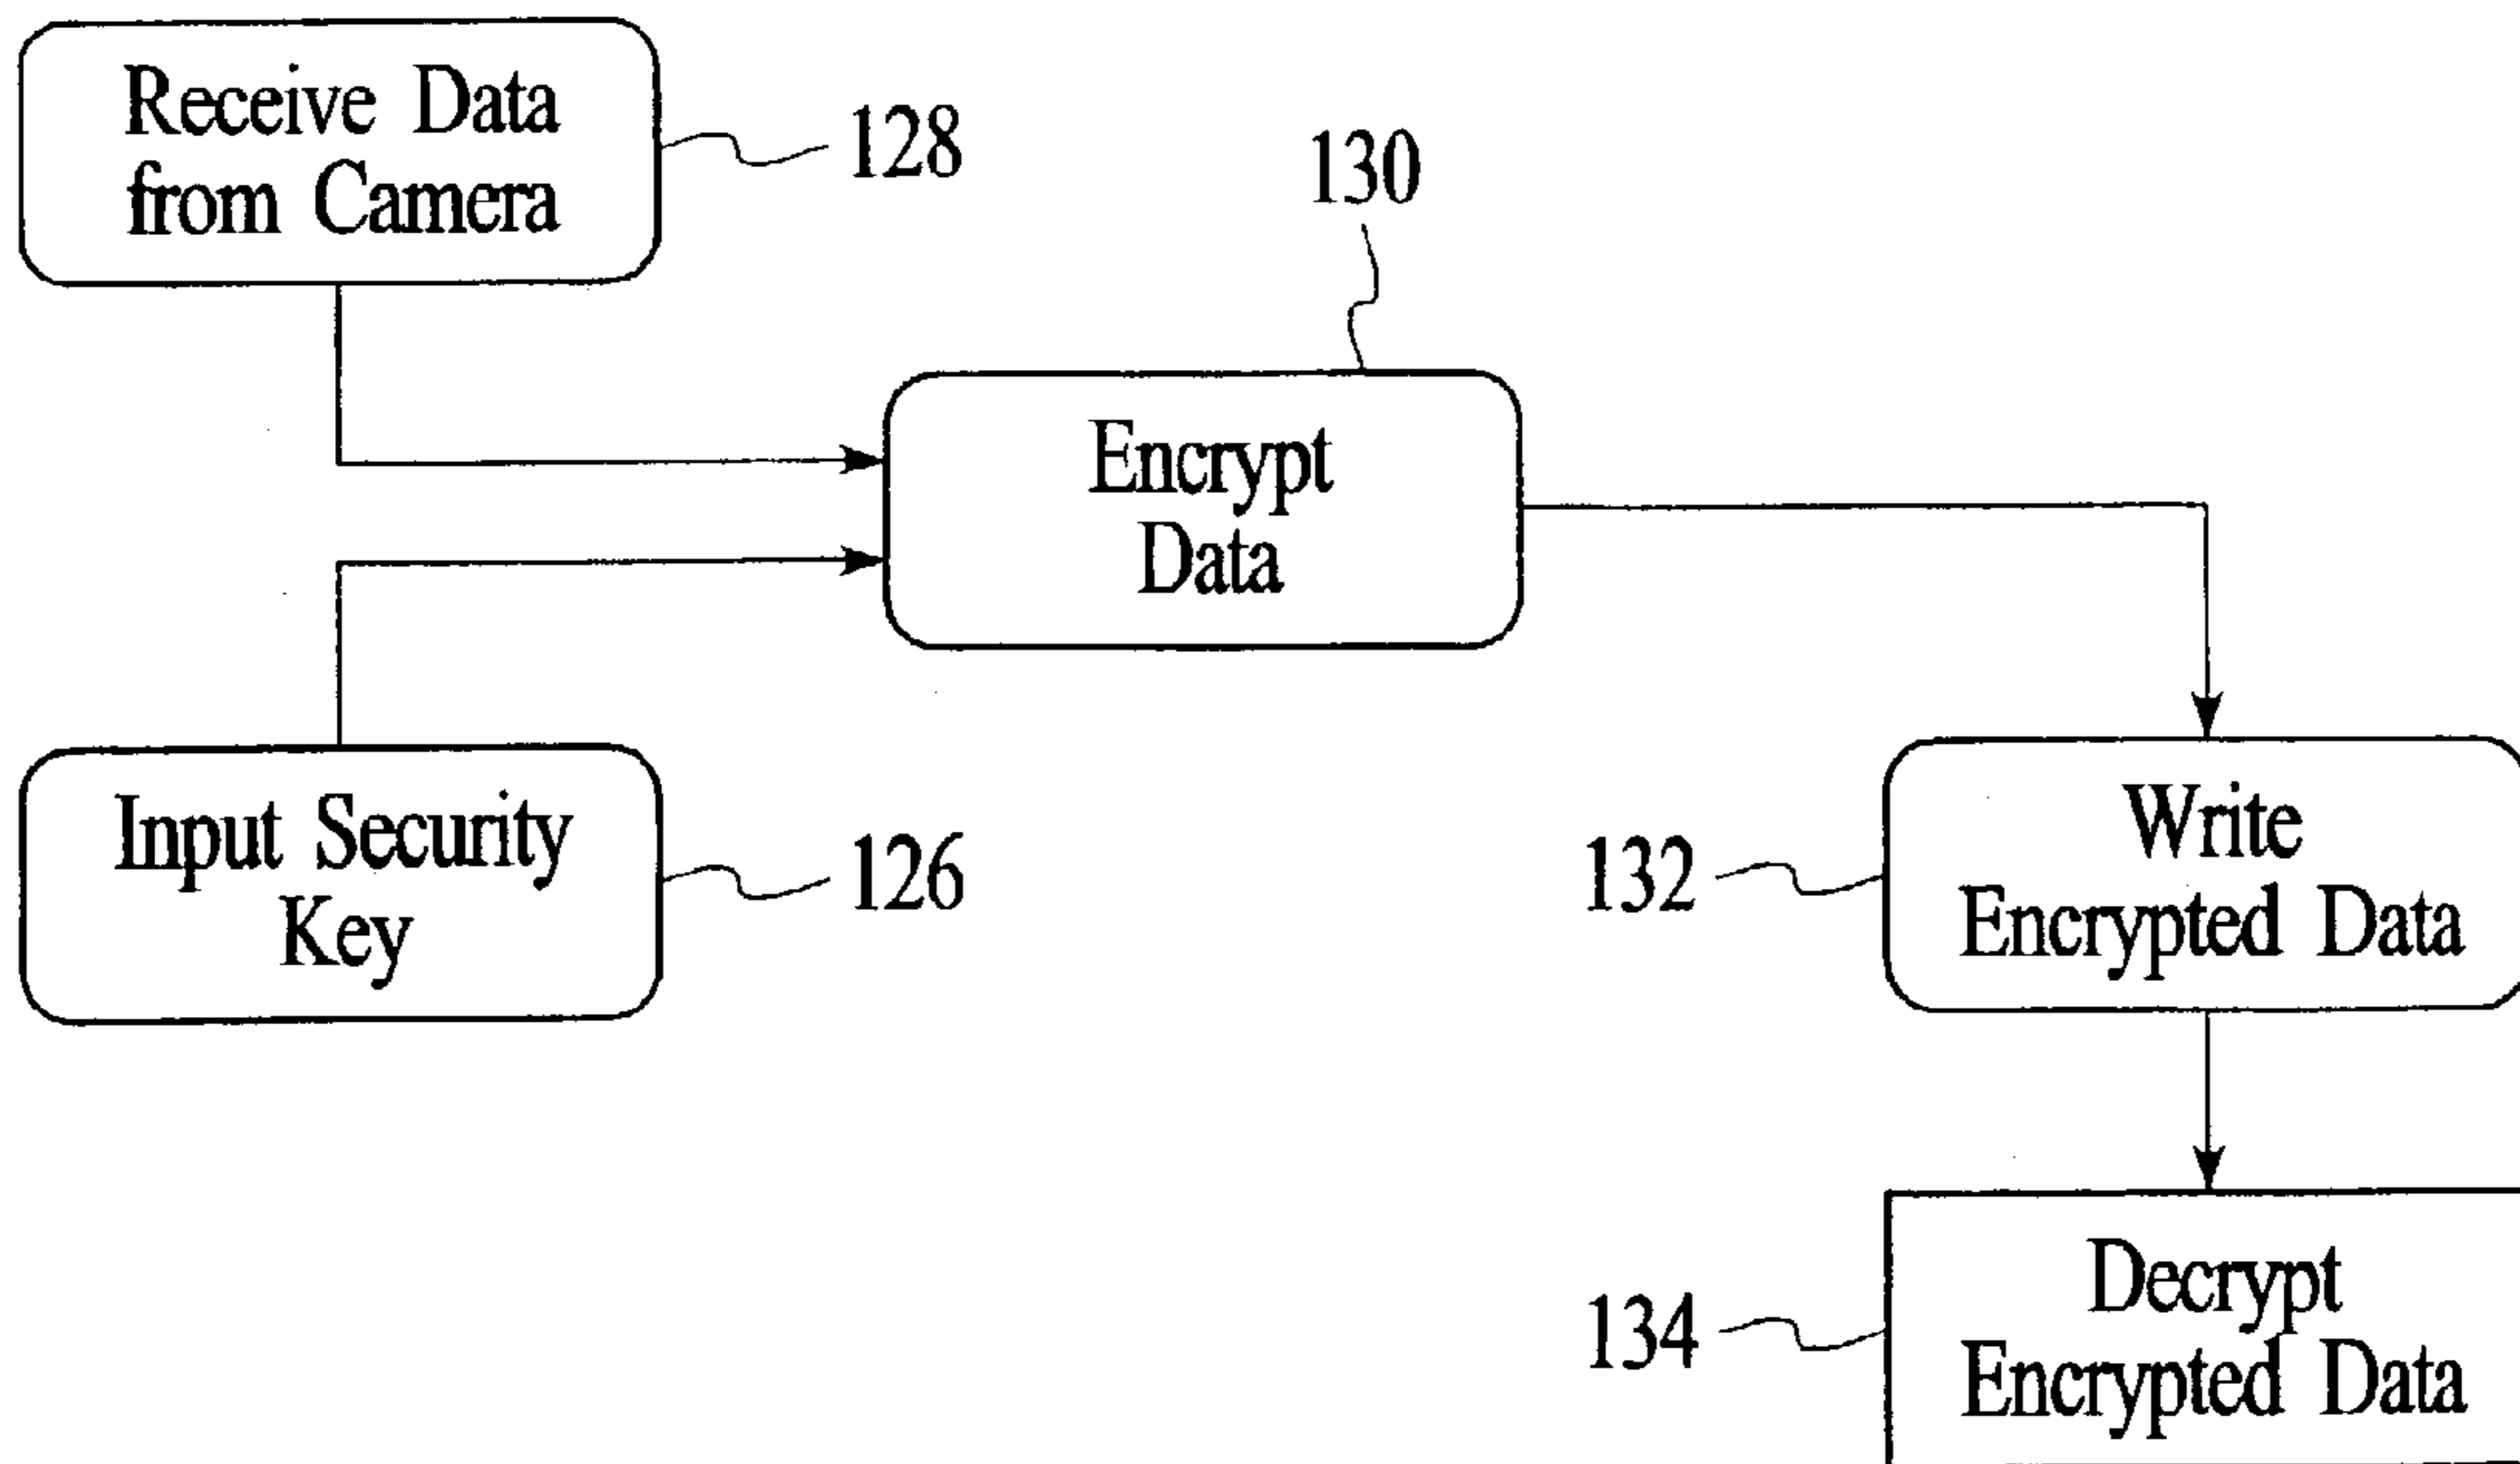 Receive Data
from Camera
128
130
Encrypt
Data
Input Security
Key
126
132
Write
Encrypted Data
134
Decrypt
Encrypted Data